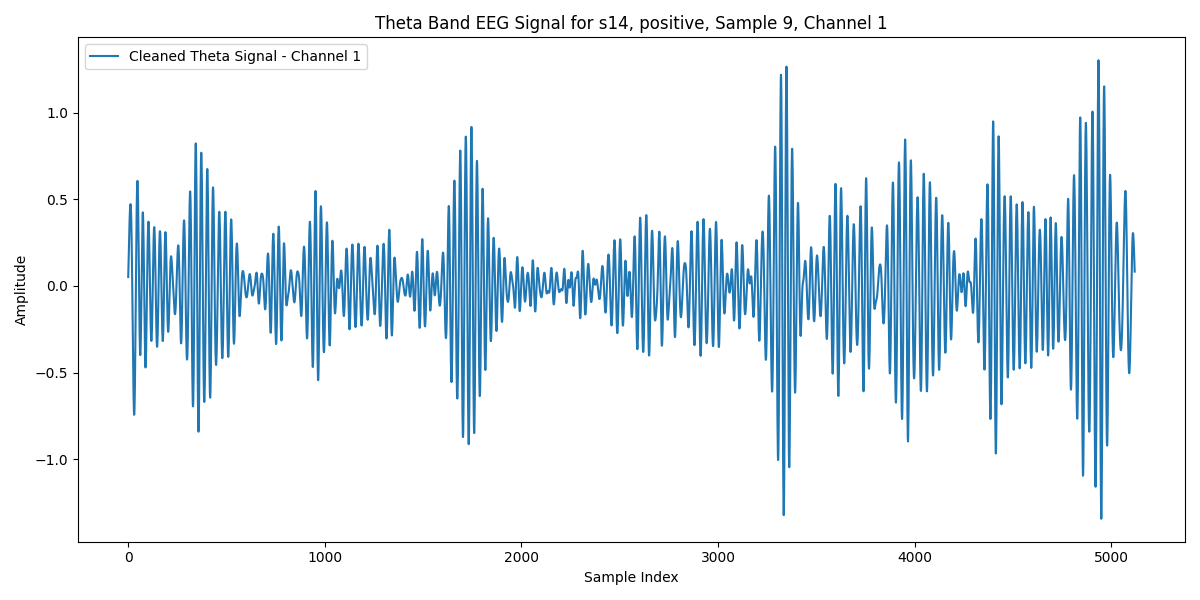 Theta Band EEG Signal for s14, positive, Sample 9, Channel 1
Cleaned Theta Signal - Channel 1
Amplitude
1.0
0.5
0.0
−0.5
−1.0
0 1000 2000 3000 4000 5000
Sample Index